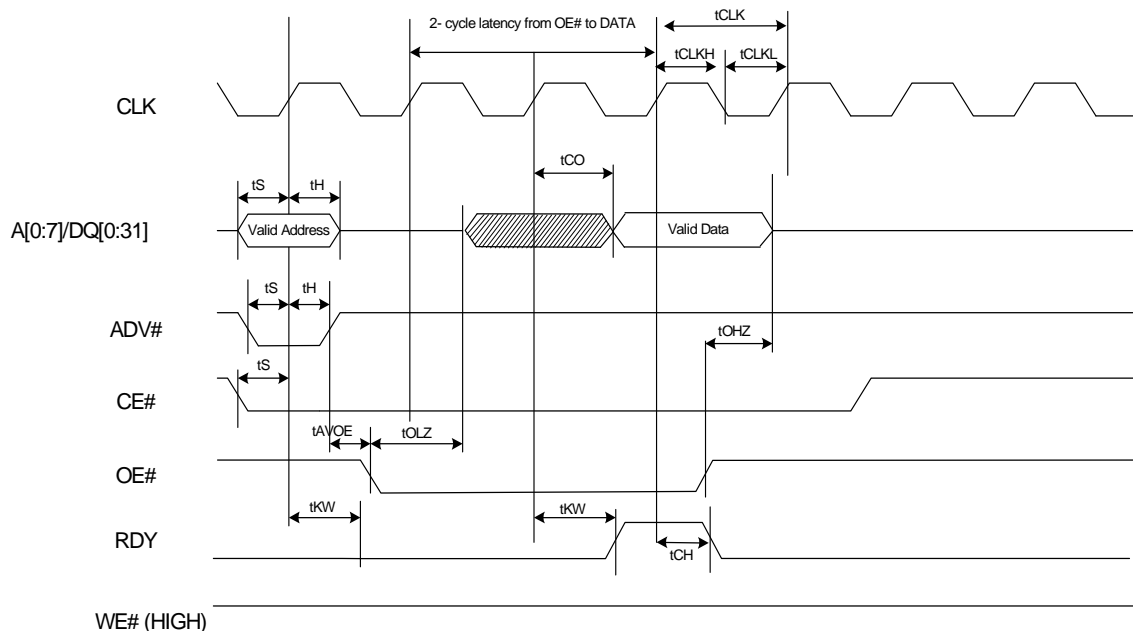 2- cycle latency from OE# to DATA
tCLK
tCLKH
tCLKL
CLK
tCO
tS
tH
A[0:7]/DQ[0:31]
Valid Address
Valid Data
tS
tH
ADV#
tOHZ
tS
CE#
tAVOE
tOLZ
OE#
tKW
tKW
RDY
tCH
WE# (HIGH)